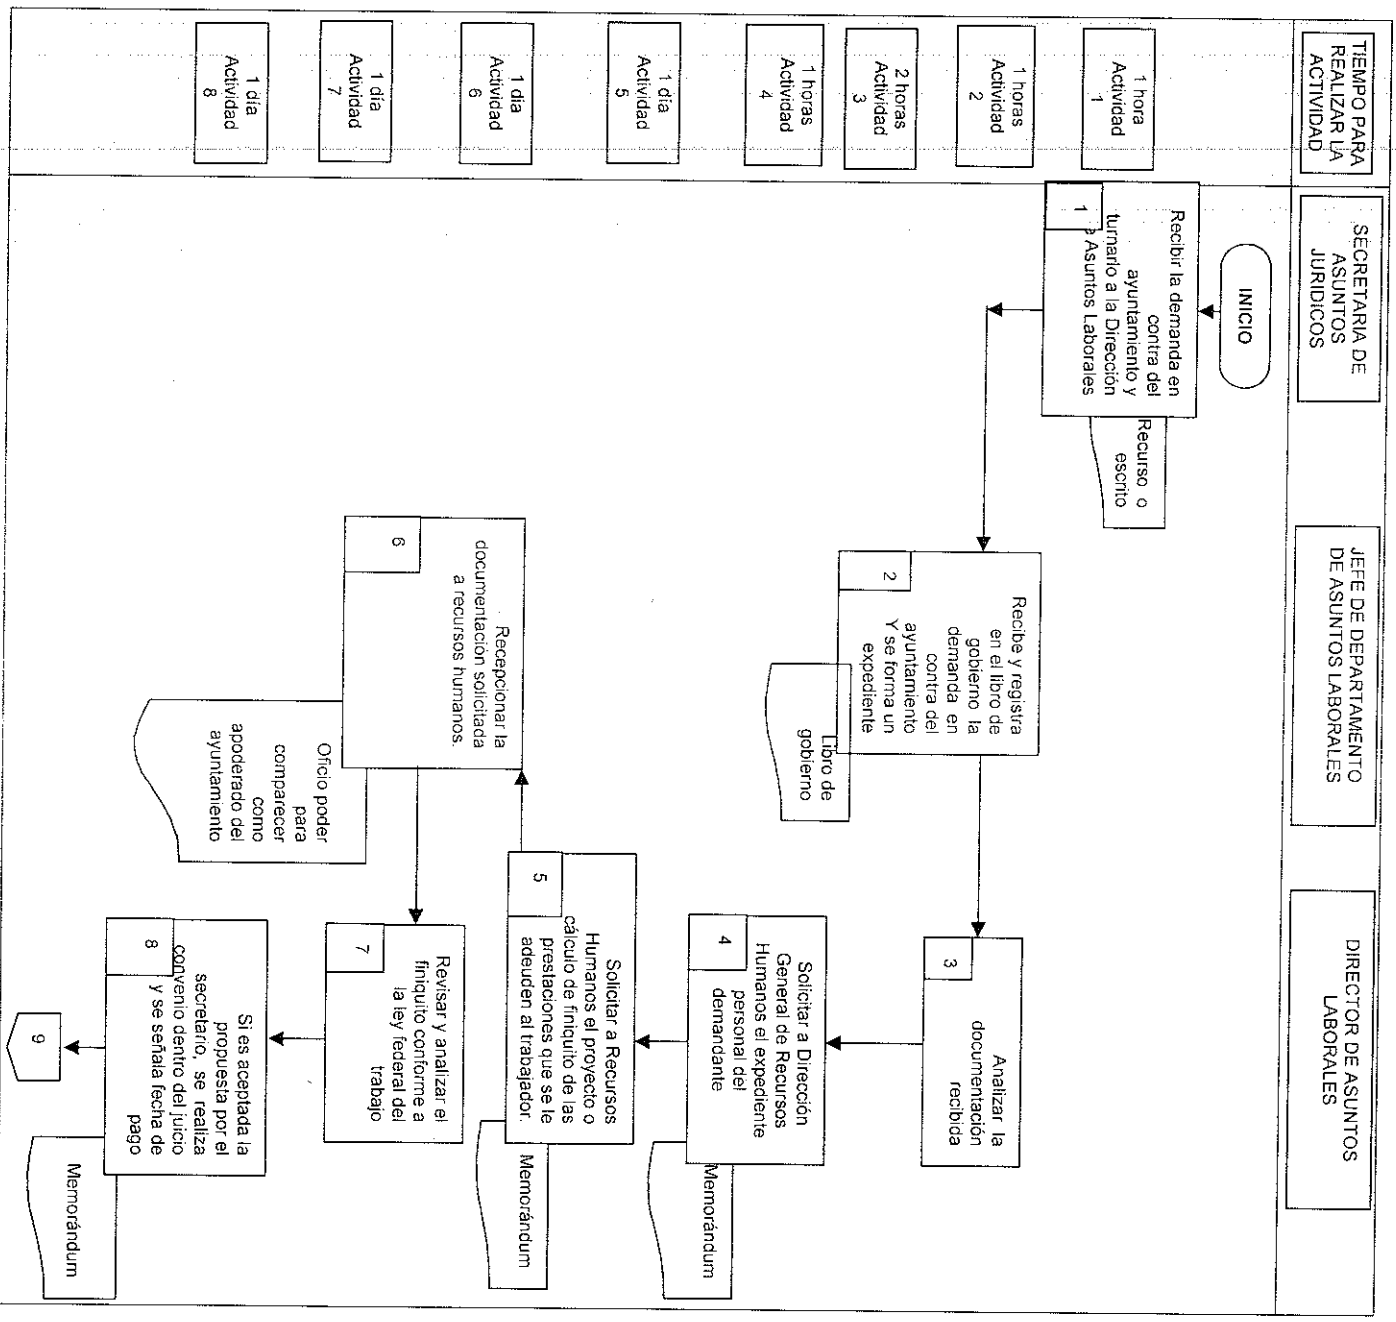 TIEMPO PARA
REALIZAR LA
ACTIVIDAD
SECRETARIA DE
ASUNTOS
JURIDICOS
JEFE DE DEPARTAMENTO
DE ASUNTOS LABORALES
DIRECTOR DE ASUNTOS
LABORALES
1 hora
Actividad
1
1 horas
Actividad
2
2 horas
Actividad
3
1 horas
Actividad
4
1 día
Actividad
5
1 dia
Actividad
6
1 día
Actividad
7
1 día
Actividad
8
INICIO
Recibir la demanda en
contra del
ayuntamiento y
turnarlo a la Dirección
e Asuntos Laborales
1
Recurso o
escrito
Recibe y registra
en el libro de
gobierno la
demanda en
contra del
ayuntamiento
Y se forma un
expediente
2
Libro de
gobierno
Analizar la
documentación
recibida
3
Solicitar a Dirección
General de Recursos
Humanos el expediente
personal del
demandante
4
Memorándum
Solicitar a Recursos
Humanos el proyecto o
cálculo de finiquito de las
prestaciones que se le
adeuden al trabajador.
5
Memorándum
Recepcionar la
documentación solicitada
a recursos humanos.
6
Oficio poder
para
comparecer
como
apoderado del
ayuntamiento
Revisar y analizar el
finiquito conforme a
la ley federal del
trabajo
7
Si es aceptada la
propuesta por el
secretario, se realiza
convenio dentro del juicio
y se señala fecha de
pago
8
Memorándum
9